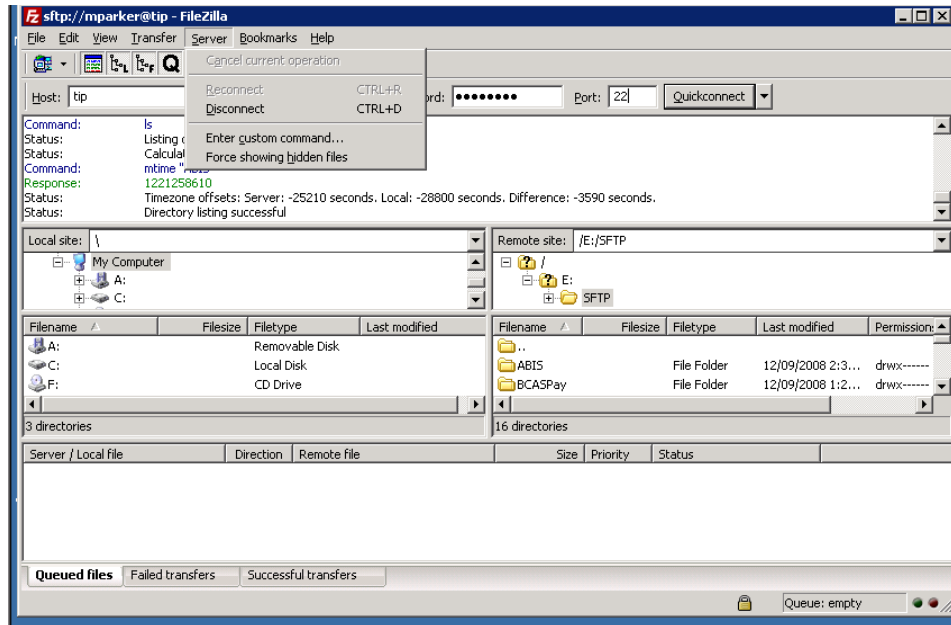 sftp://mparker@tip - FileZilla
File Edit View Transfer Server Bookmarks Help
Cancel current operation
Reconnect CTRL+R
Disconnect CTRL+D
Enter custom command...
Force showing hidden files
Host: tip ord: ●●●●●●●● Port: 22 Quickconnect
Command: ls
Status: Listing
Status: Calculat
Command: mtime "ABIS"
Response: 1221258610
Status: Timezone offsets: Server: -25210 seconds. Local: -28800 seconds. Difference: -3590 seconds.
Status: Directory listing successful
Local site: \ Remote site: /E:/SFTP
My Computer
A:
C:
/
E:
SFTP
Filename Filesize Filetype Last modified
A: Removable Disk
C: Local Disk
F: CD Drive
3 directories
Filename Filesize Filetype Last modified Permission
..
ABIS File Folder 12/09/2008 2:3... drwx------
BCASPay File Folder 12/09/2008 1:2... drwx------
16 directories
Server / Local file Direction Remote file Size Priority Status
Queued files Failed transfers Successful transfers
Queue: empty